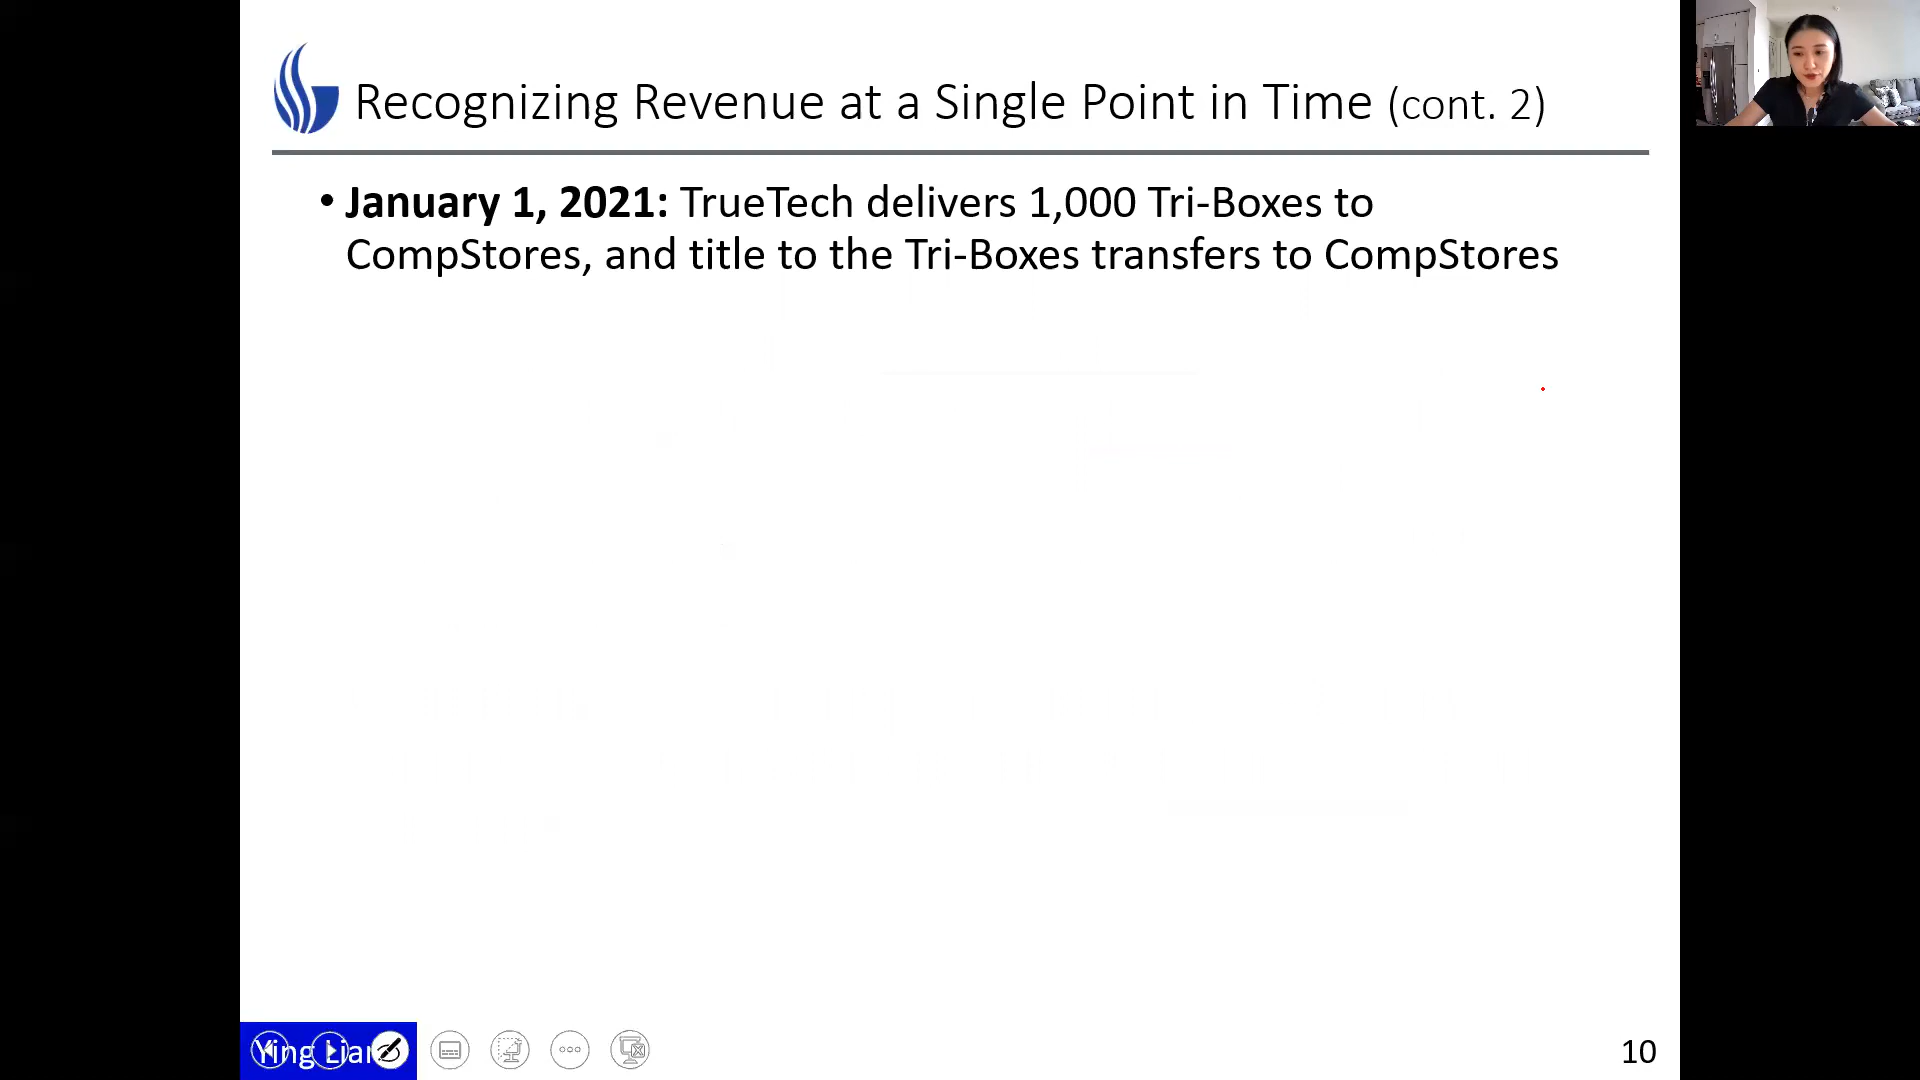 Recognizing Revenue at a Single Point in Time (cont. 2)
• January 1, 2021: TrueTech delivers 1,000 Tri-Boxes to
CompStores, and title to the Tri-Boxes transfers to CompStores
Ying
10